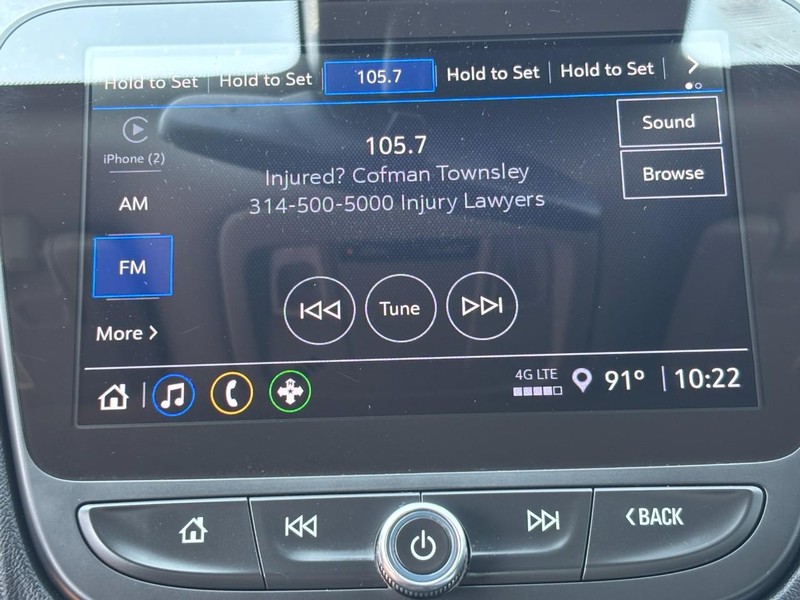 Hold to Set
Hold to Set
105.7
Hold to Set
Hold to Set
iPhone (2)
AM
FM
More
105.7
Injured? Cofman Townsley
314-500-5000 Injury Lawyers
Sound
Browse
Tune
4G LTE
91°
10:22
BACK